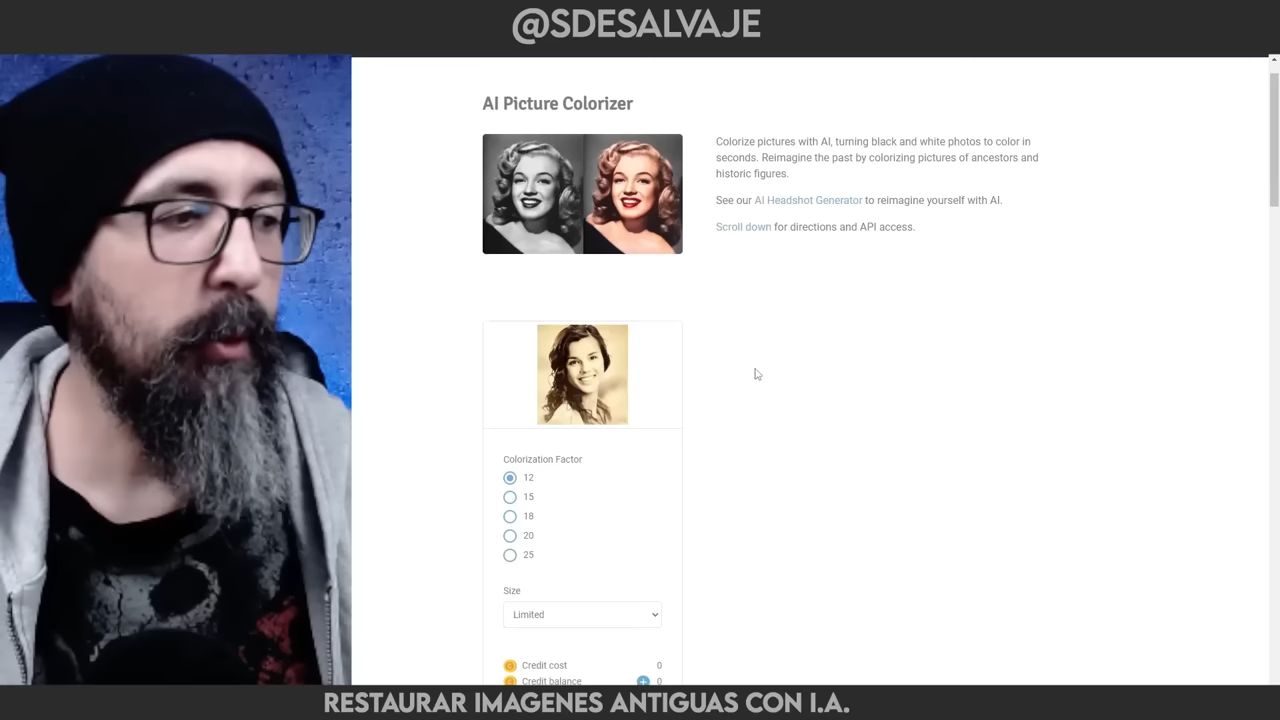 @SDESALVAJE
AI Picture Colorizer
Colorize pictures with AI, turning black and white photos to color in
seconds. Reimagine the past by colorizing pictures of ancestors and
historic figures.
See our AI Headshot Generator to reimagine yourself with AI.
Scroll down for directions and API access.
Colorization Factor
12
15
18
20
25
Size
Limited
Credit cost 0
Credit balance 0
RESTAURAR IMAGENES ANTIGUAS CON I.A.